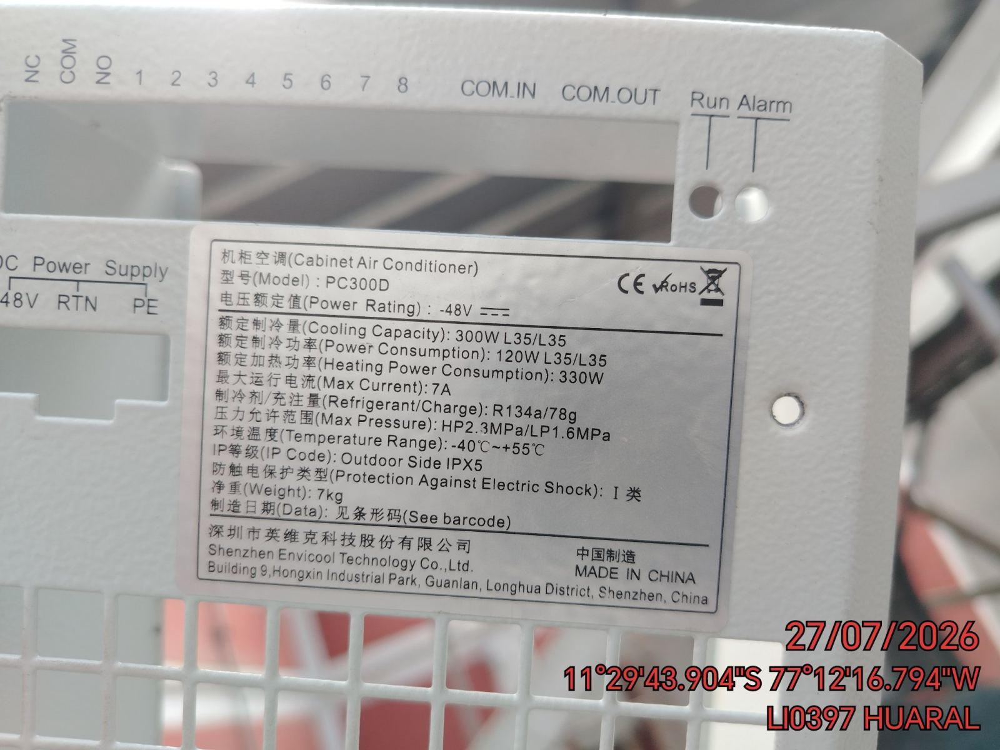 NC COM NO 1 2 3 4 5 6 7 8 COM.IN COM.OUT Run Alarm
DC Power Supply
48V RTN PE
机柜空调(Cabinet Air Conditioner)
型号(Model) : PC300D
CE RoHS
电压额定值(Power Rating) : -48V
额定制冷量(Cooling Capacity): 300W L35/L35
额定制冷功率(Power Consumption): 120W L35/L35
额定加热功率(Heating Power Consumption): 330W
最大运行电流(Max Current): 7A
制冷剂/充注量(Refrigerant/Charge): R134a/78g
压力允许范围(Max Pressure): HP2.3MPa/LP1.6MPa
环境温度(Temperature Range): -40℃~+55℃
IP等级(IP Code): Outdoor Side IPX5
防触电保护类型(Protection Against Electric Shock): I 类
净重(Weight): 7kg
制造日期(Data): 见条形码(See barcode)
深圳市英维克科技股份有限公司
Shenzhen Envicool Technology Co.,Ltd.
Building 9,Hongxin Industrial Park, Guanlan, Longhua District, Shenzhen, China
中国制造
MADE IN CHINA
27/07/2026
11°29'43.904"S 77°12'16.794"W
LI0397 HUARAL